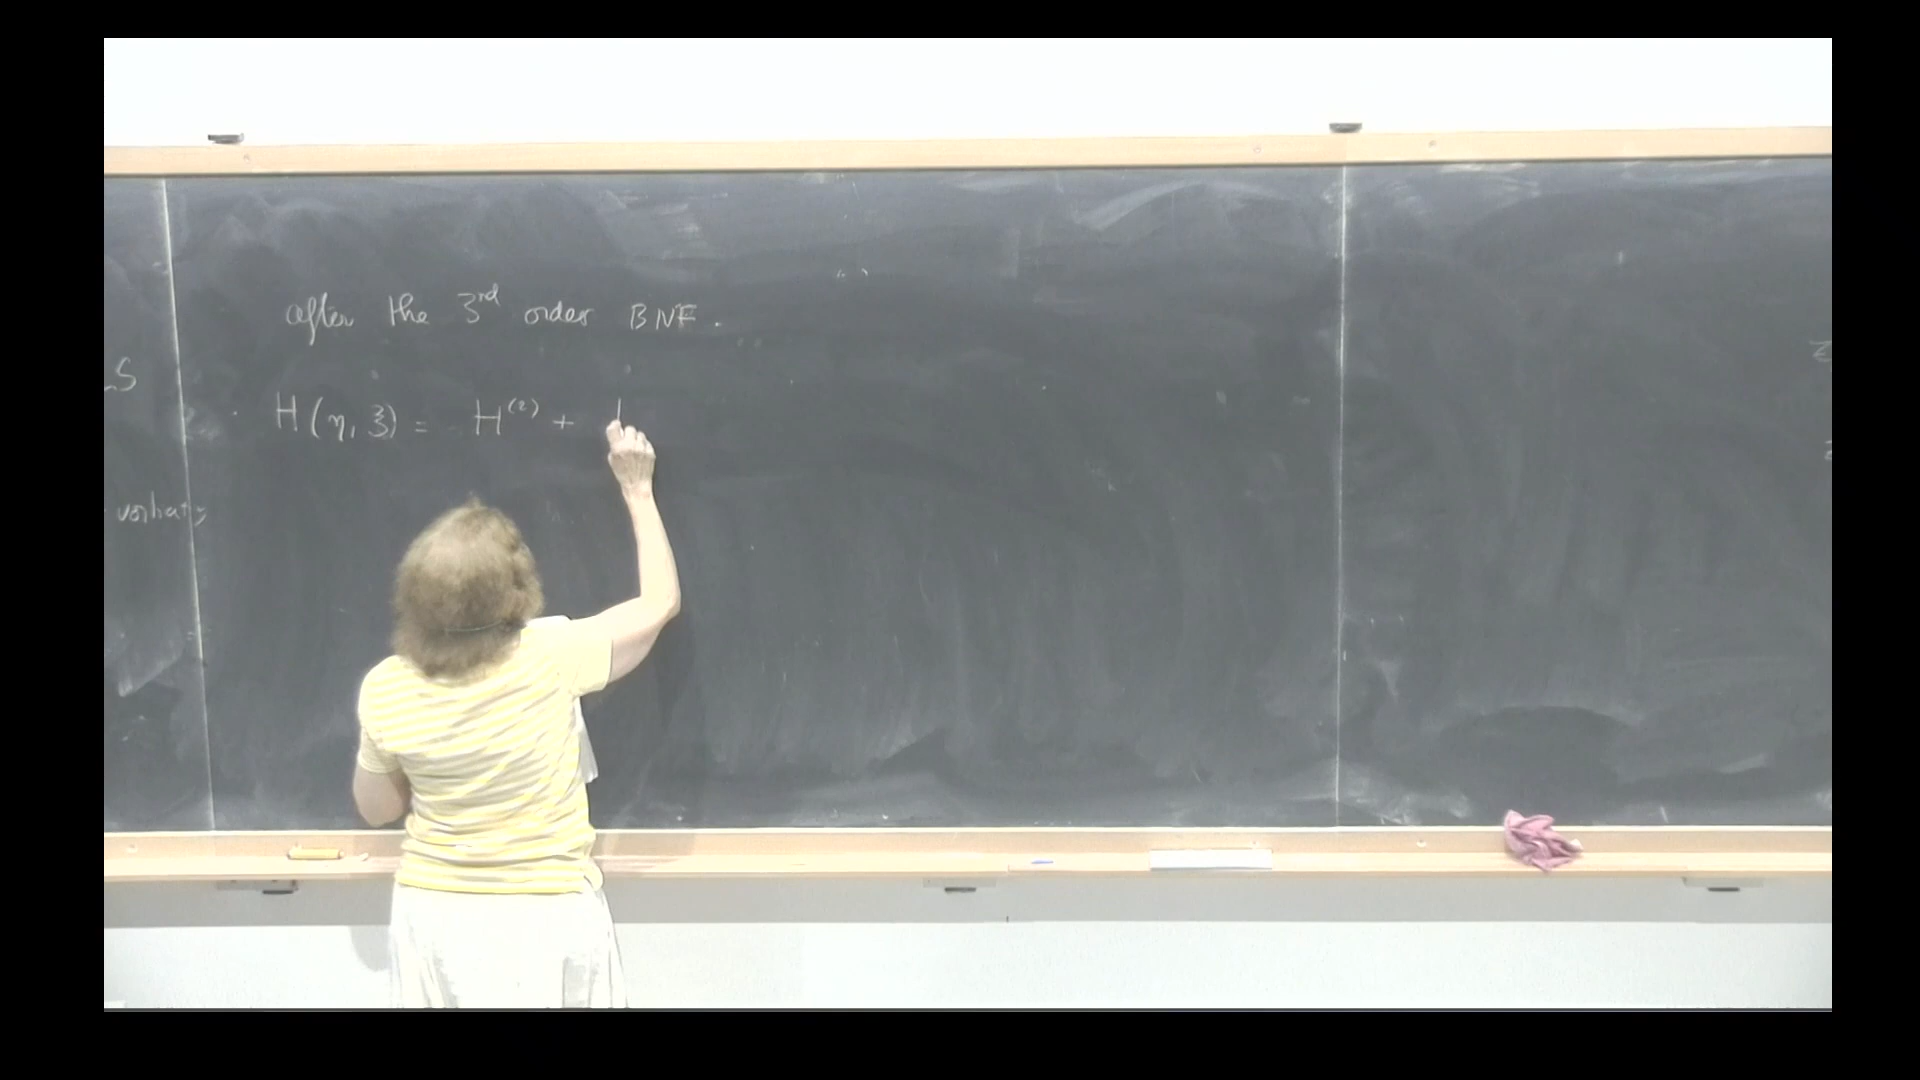 after the 3rd order BNF.
H(η, ξ) = H⁽²⁾ +